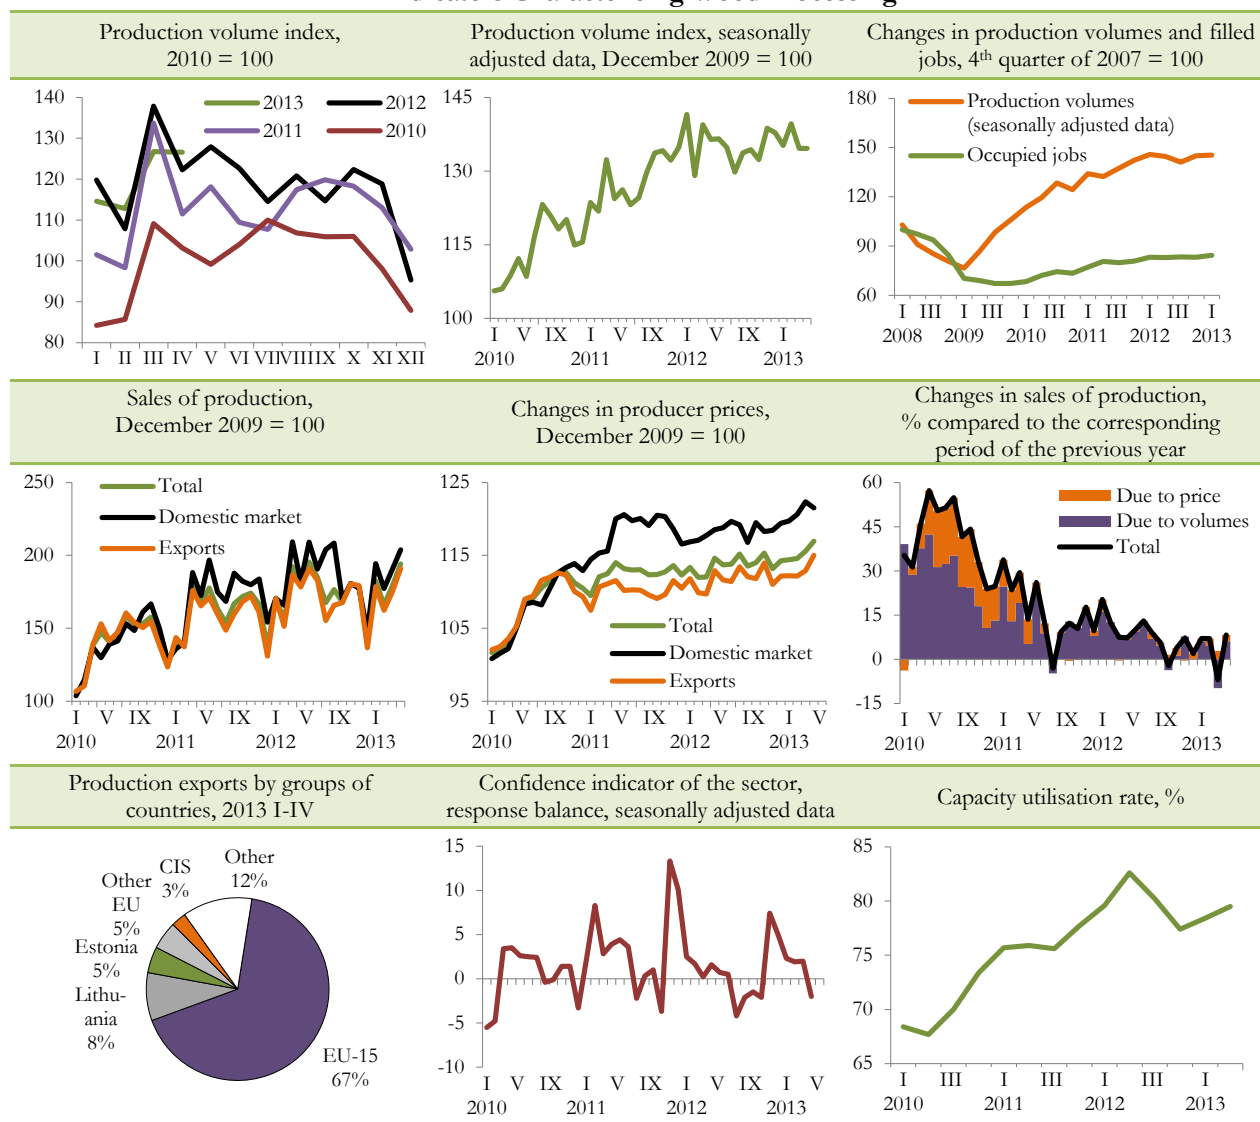 Production volume index,
2010 = 100
Production volume index, seasonally
adjusted data, December 2009 = 100
Changes in production volumes and filled
jobs, 4th quarter of 2007 = 100
140
130
120
110
100
90
80
2013
2012
2011
2010
I II III IV V VI VII VIII IX X XI XII
145
130
115
100
I V IX I V IX I V IX I
2010 2011 2012 2013
180
150
120
90
60
Production volumes
(seasonally adjusted data)
Occupied jobs
I III I III I III I III I III I
2008 2009 2010 2011 2012 2013
Sales of production,
December 2009 = 100
Changes in producer prices,
December 2009 = 100
Changes in sales of production,
% compared to the corresponding
period of the previous year
250
200
150
100
Total
Domestic market
Exports
I V IX I V IX I V IX I
2010 2011 2012 2013
125
115
105
95
Total
Domestic market
Exports
I V IX I V IX I V IX I V
2010 2011 2012 2013
60
45
30
15
0
-15
Due to price
Due to volumes
Total
I V IX I V IX I V IX I
2010 2011 2012 2013
Production exports by groups of
countries, 2013 I-IV
Confidence indicator of the sector,
response balance, seasonally adjusted data
Capacity utilisation rate, %
Other
12%
CIS
3%
Other
EU
5%
Estonia
5%
Lithu-
ania
8%
EU-15
67%
15
10
5
0
-5
-10
I V IX I V IX I V IX I V
2010 2011 2012 2013
85
80
75
70
65
I III I III I III I
2010 2011 2012 2013